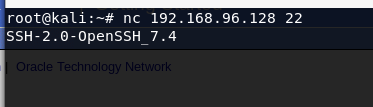 root@kali:~# nc 192.168.96.128 22
SSH-2.0-OpenSSH_7.4
| Oracle Technology Network